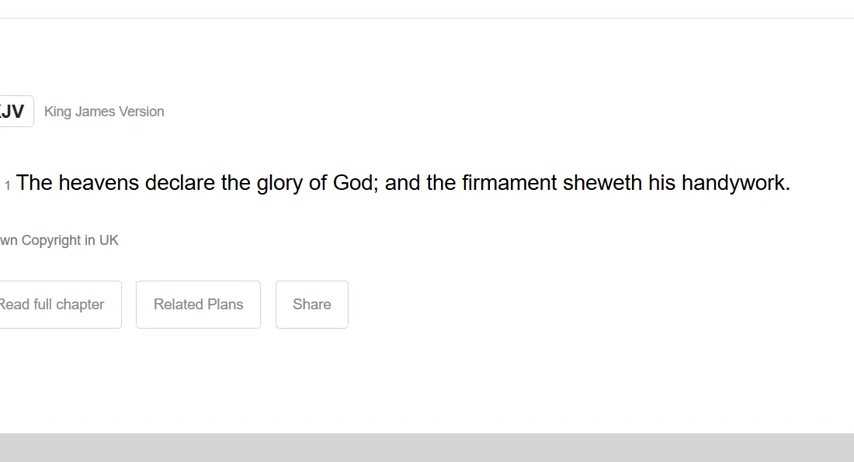 JV King James Version
1 The heavens declare the glory of God; and the firmament sheweth his handywork.
wn Copyright in UK
Read full chapter Related Plans Share